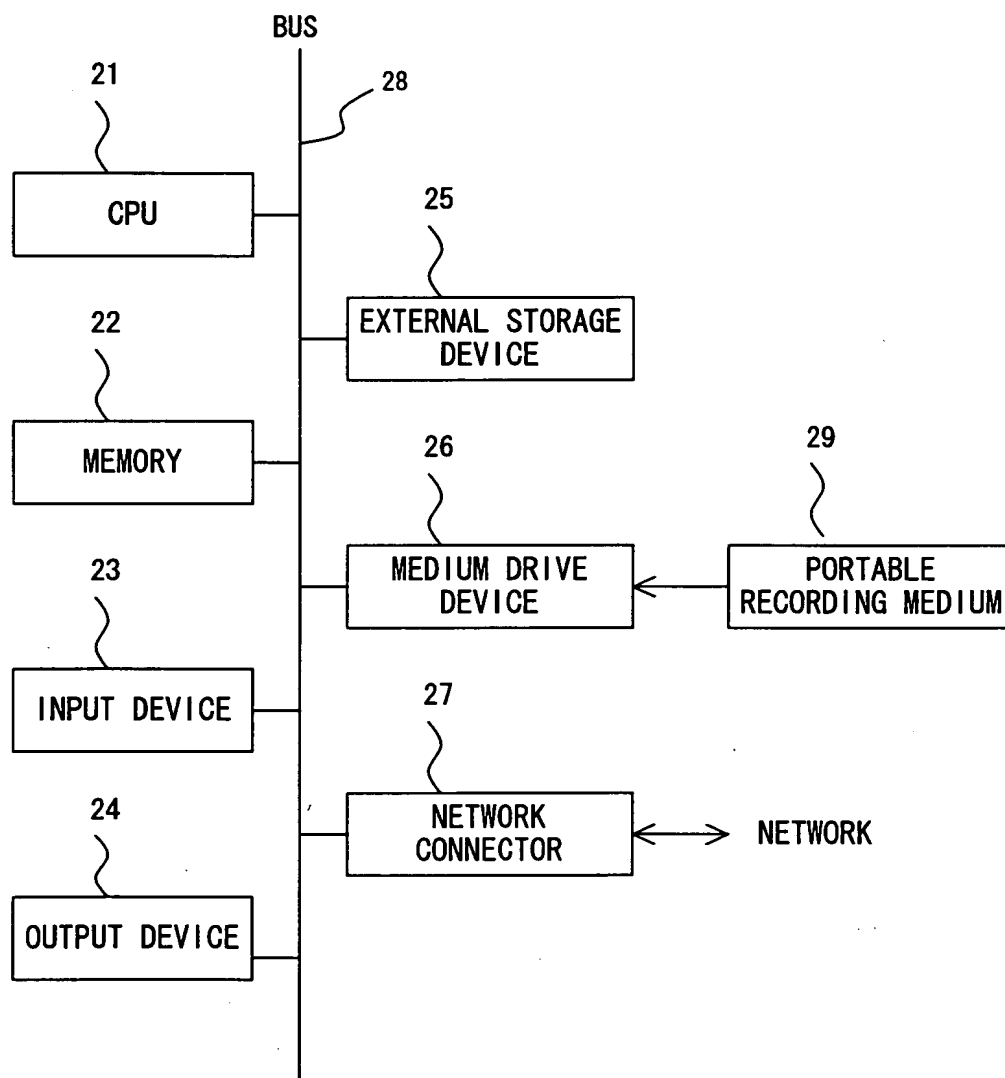 BUS
28
21
CPU
25
EXTERNAL STORAGE
DEVICE
22
MEMORY
26
MEDIUM DRIVE
DEVICE
29
PORTABLE
RECORDING MEDIUM
23
INPUT DEVICE
27
NETWORK
CONNECTOR
NETWORK
24
OUTPUT DEVICE